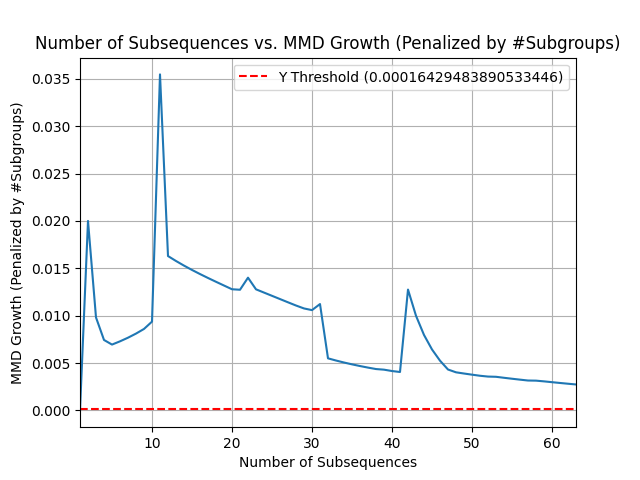 Number of Subsequences vs. MMD Growth (Penalized by #Subgroups)
Y Threshold (0.00016429483890533446)
MMD Growth (Penalized by #Subgroups)
0.035
0.030
0.025
0.020
0.015
0.010
0.005
0.000
10 20 30 40 50 60
Number of Subsequences